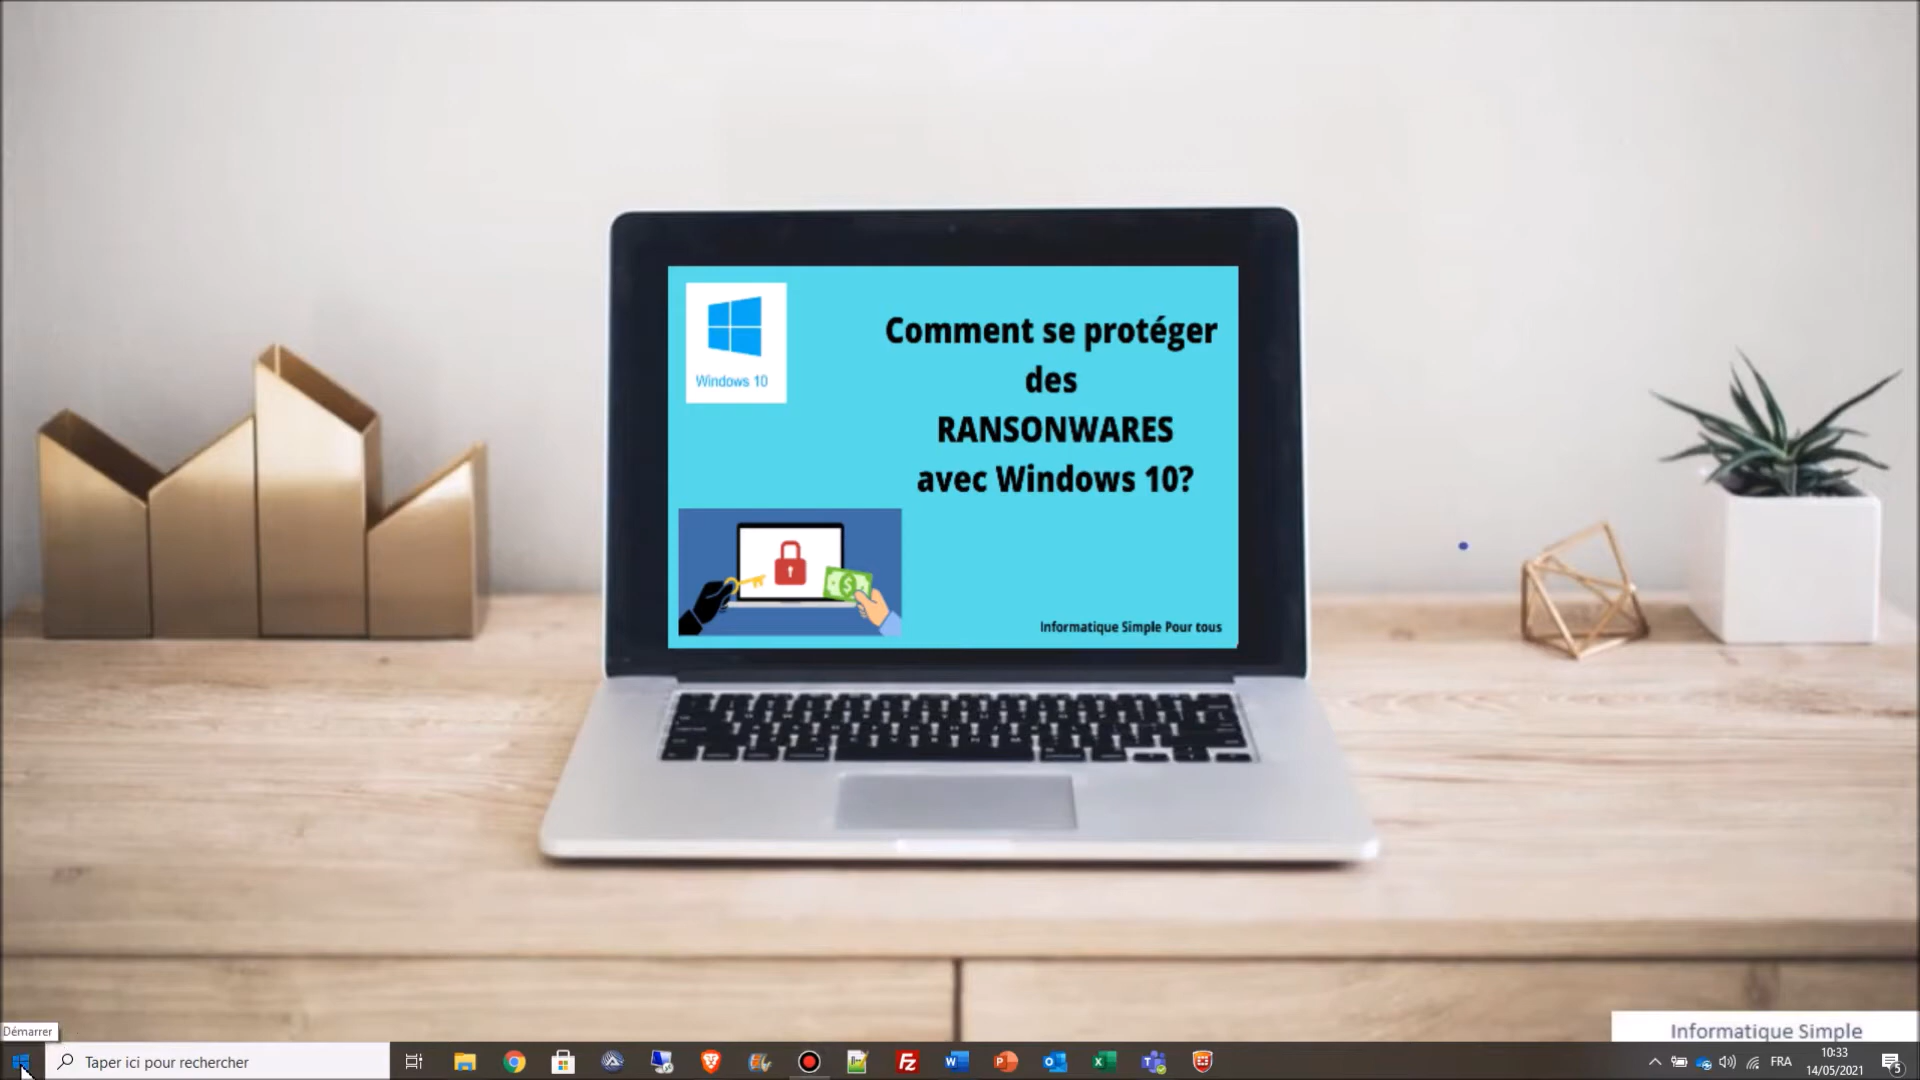 Windows 10
Comment se protéger
des
RANSONWARES
avec Windows 10?
$
Informatique Simple Pour tous
Informatique Simple
Démarrer
Taper ici pour rechercher
FRA
10:33
14/05/2021
5